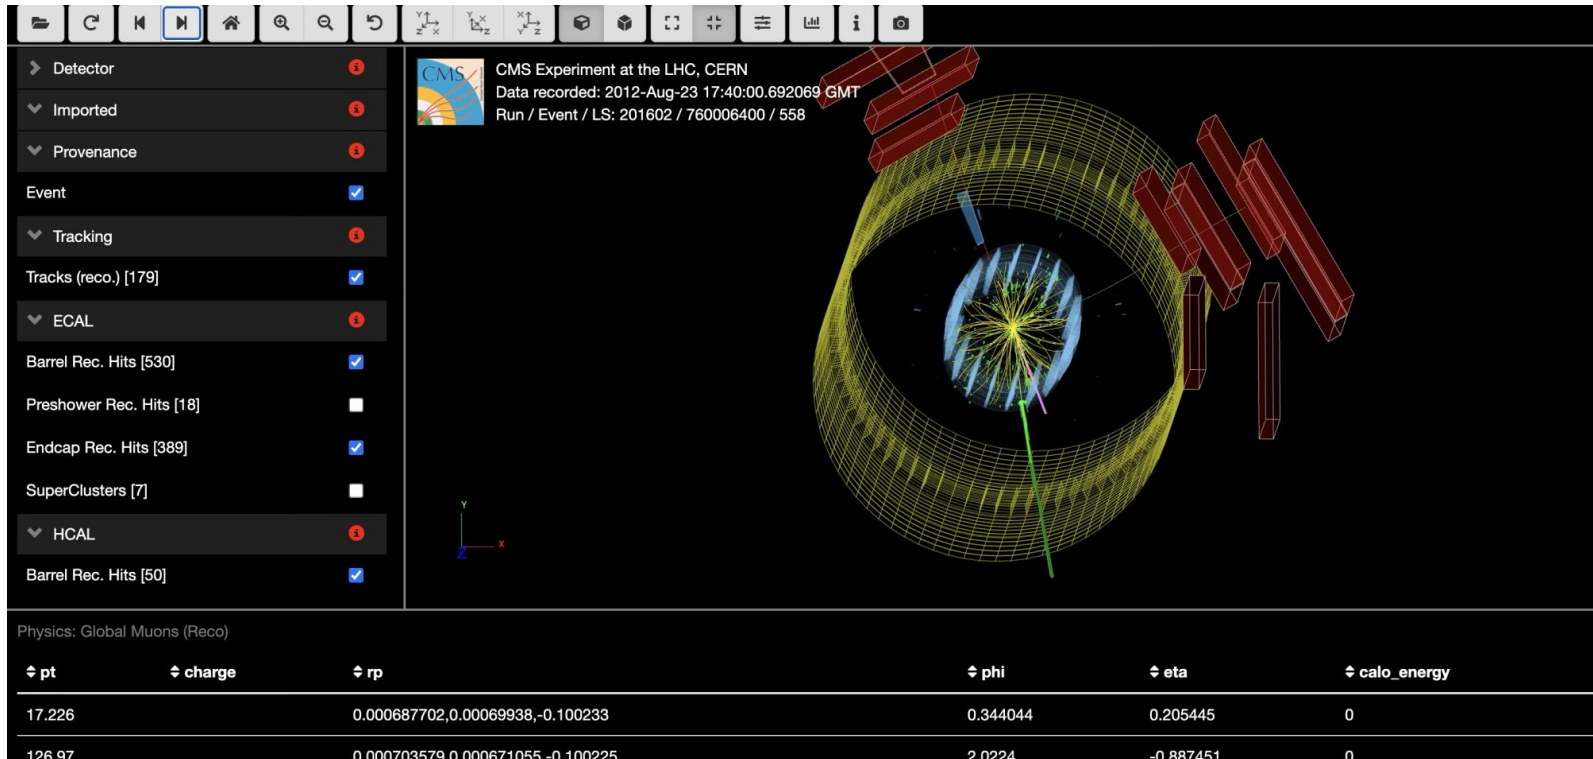 CMS
CMS Experiment at the LHC, CERN
Data recorded: 2012-Aug-23 17:40:00.692069 GMT
Run / Event / LS: 201602 / 760006400 / 558
Detector
Imported
Provenance
Event
Tracking
Tracks (reco.) [179]
ECAL
Barrel Rec. Hits [530]
Preshower Rec. Hits [18]
Endcap Rec. Hits [389]
SuperClusters [7]
HCAL
Barrel Rec. Hits [50]
Y
X
Z
Physics: Global Muons (Reco)
pt charge rp phi eta calo_energy
17.226 0.000687702,0.00069938,-0.100233 0.344044 0.205445 0
126.97 0.000703579,0.000671055,-0.100225 2.0224 -0.887451 0